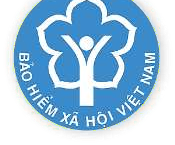 BẢO HIỂM XÃ HỘI VIỆT NAM